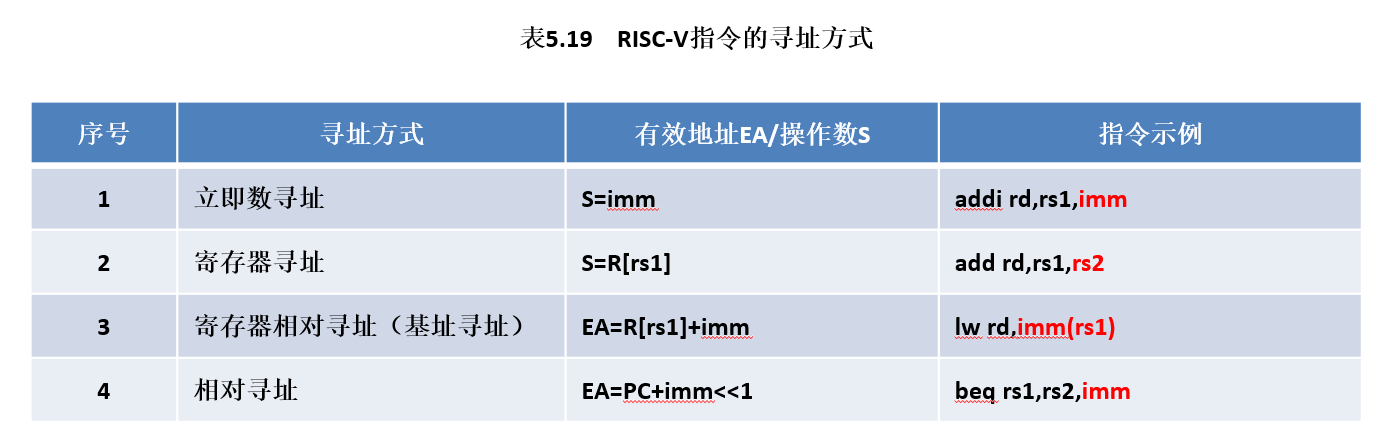 表5.19 RISC-V指令的寻址方式
序号 寻址方式 有效地址EA/操作数S 指令示例
1 立即数寻址 S=imm addi rd,rs1,imm
2 寄存器寻址 S=R[rs1] add rd,rs1,rs2
3 寄存器相对寻址（基址寻址） EA=R[rs1]+imm lw rd,imm(rs1)
4 相对寻址 EA=PC+imm<<1 beq rs1,rs2,imm